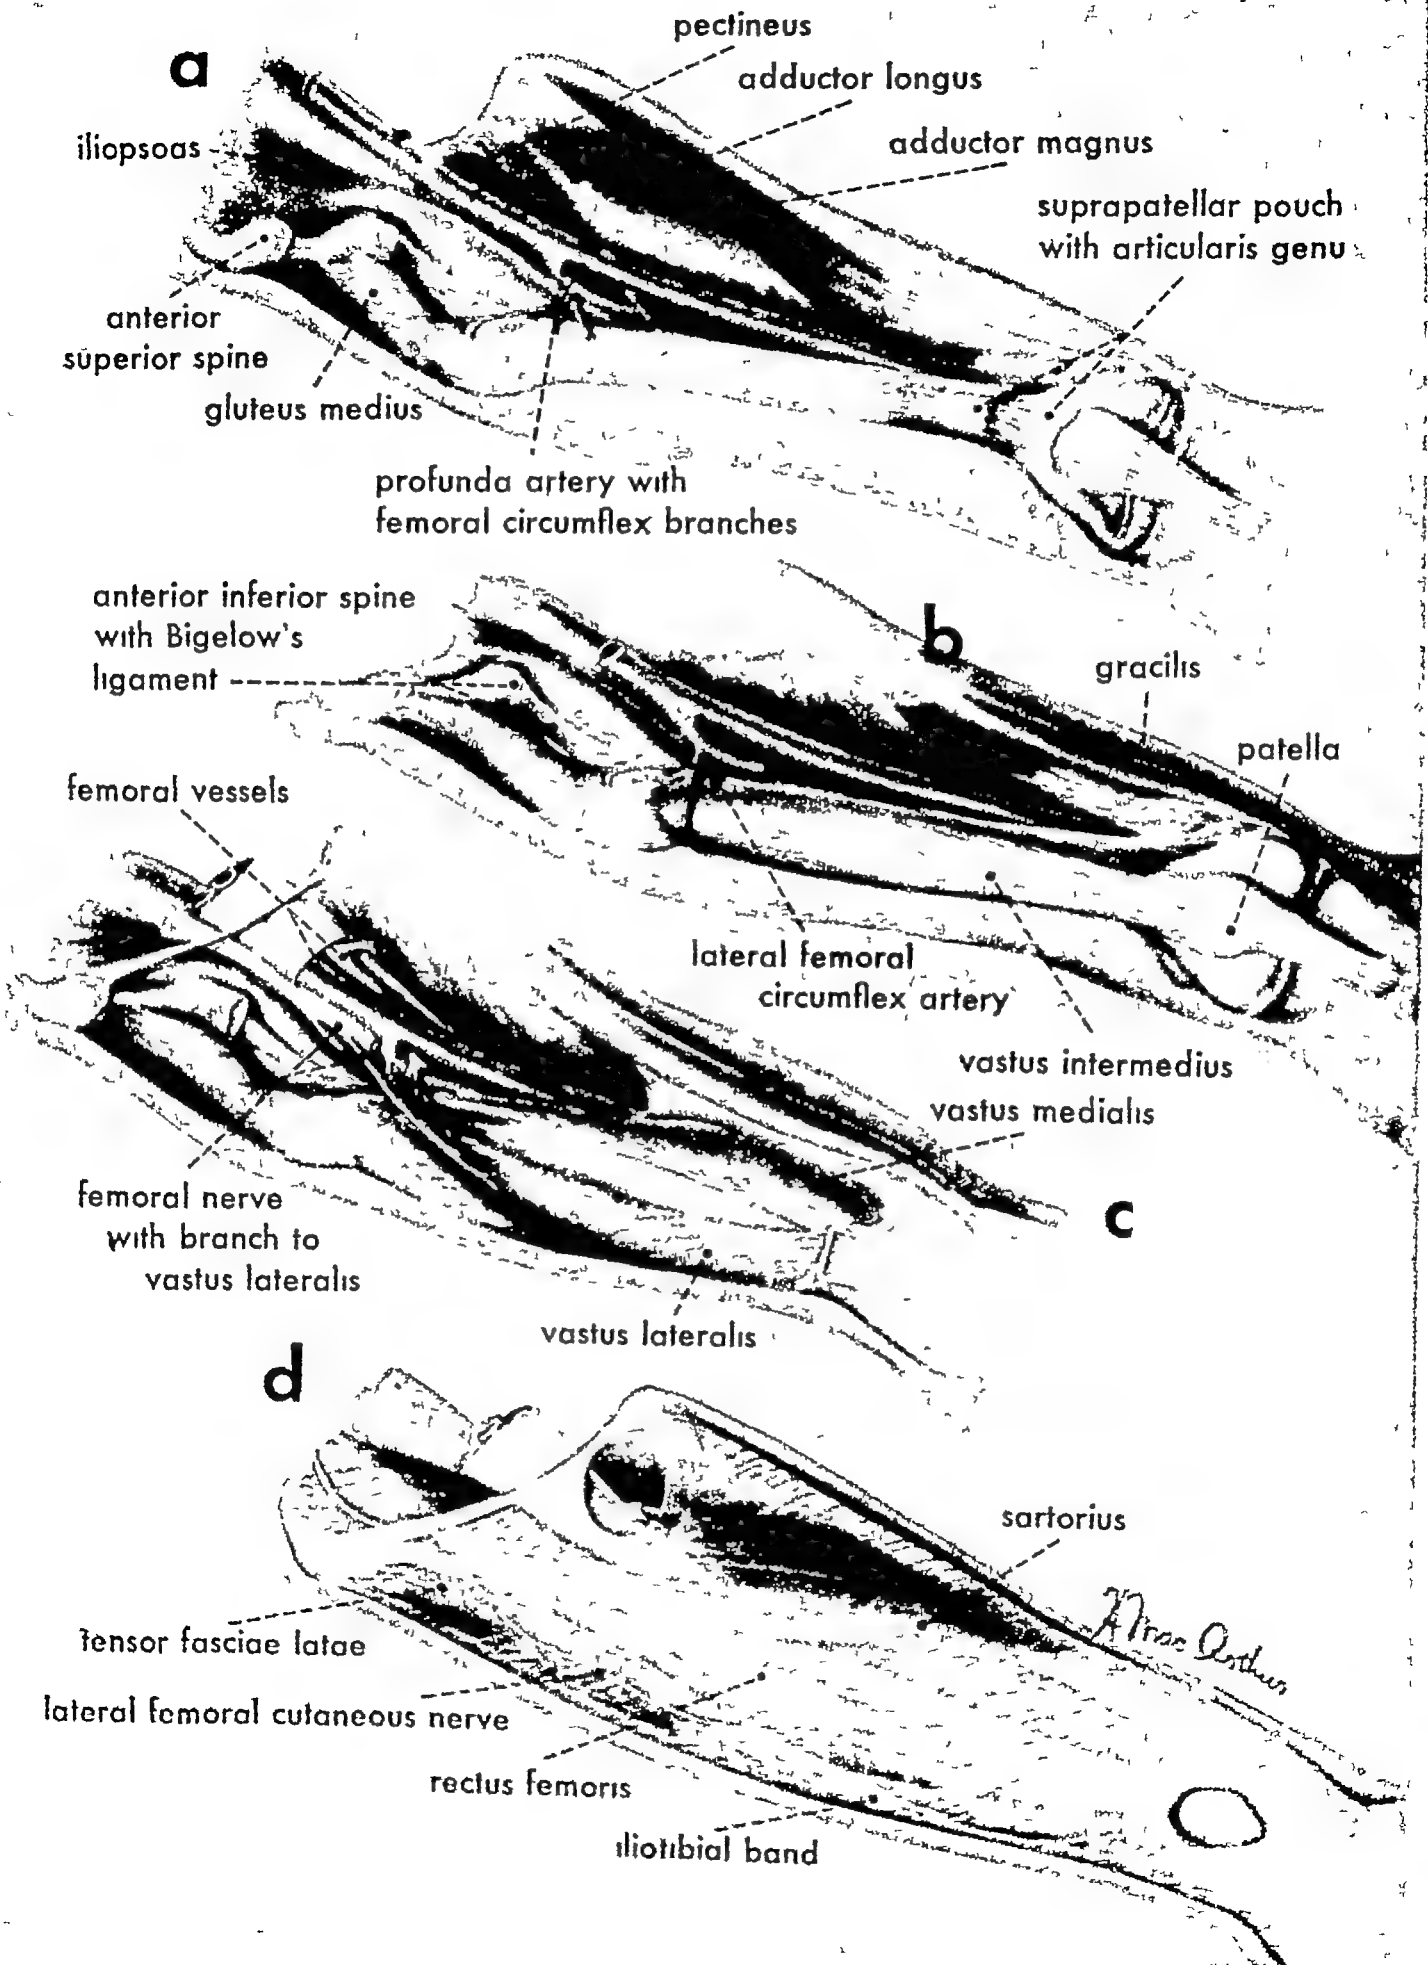 a
pectineus
adductor longus
adductor magnus
iliopsoas
suprapatellar pouch
with articularis genu
anterior
superior spine
gluteus medius
profunda artery with
femoral circumflex branches
b
anterior inferior spine
with Bigelow's
ligament
gracilis
patella
femoral vessels
lateral femoral
circumflex artery
vastus intermedius
vastus medialis
c
femoral nerve
with branch to
vastus lateralis
vastus lateralis
d
sartorius
tensor fasciae latae
lateral femoral cutaneous nerve
rectus femoris
iliotibial band